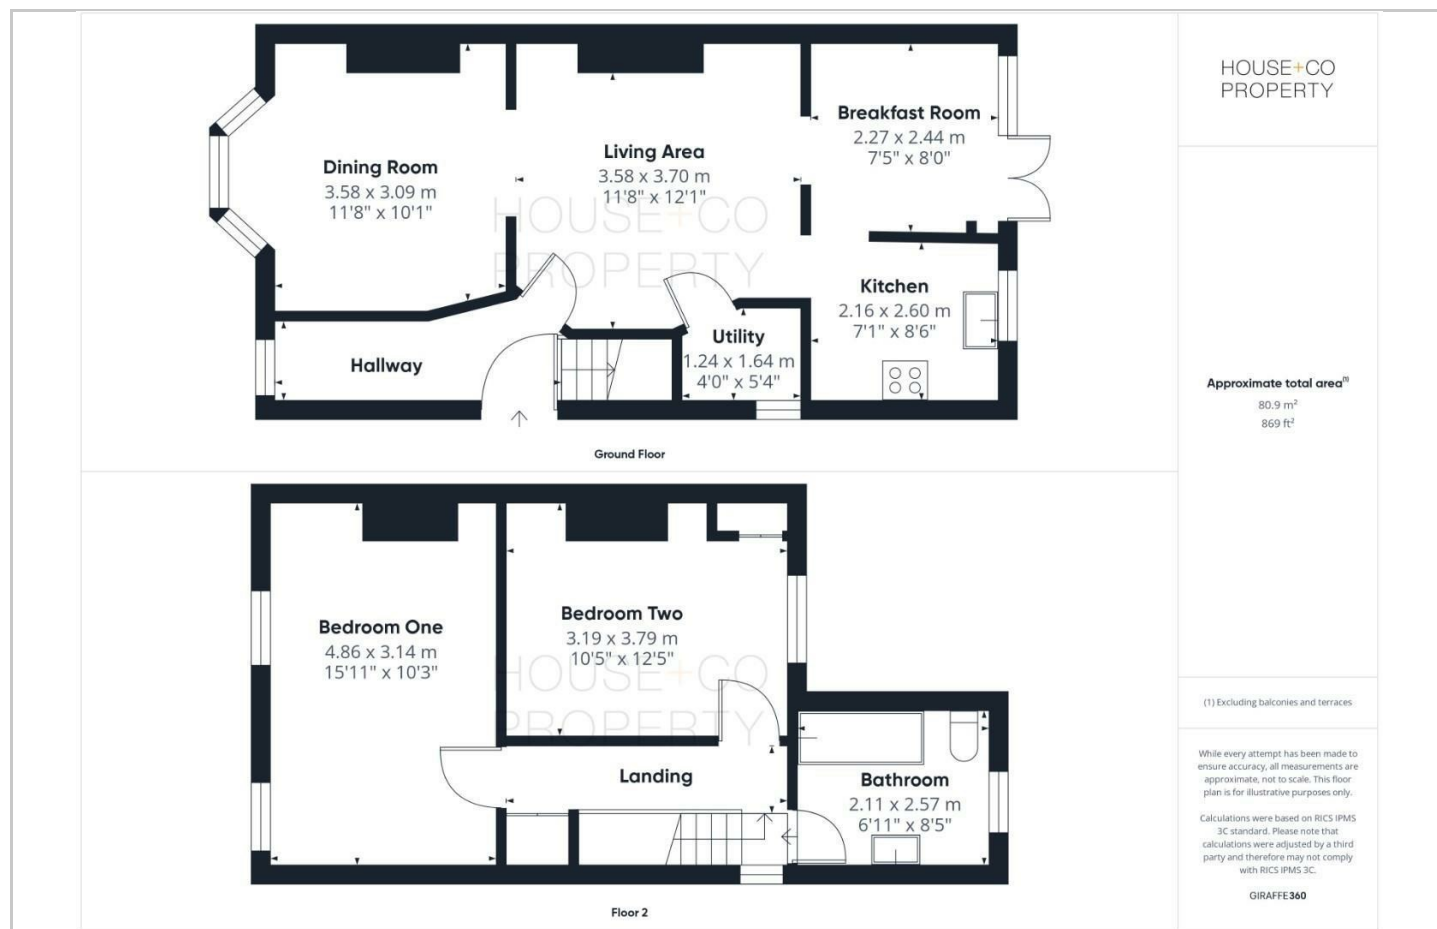 Dining Room
3.58 x 3.09 m
11'8" x 10'1"
Living Area
3.58 x 3.70 m
11'8" x 12'1"
Breakfast Room
2.27 x 2.44 m
7'5" x 8'0"
Kitchen
2.16 x 2.60 m
7'1" x 8'6"
Utility
1.24 x 1.64 m
4'0" x 5'4"
Hallway
HOUSE+CO
PROPERTY
Ground Floor
Bedroom One
4.86 x 3.14 m
15'11" x 10'3"
Bedroom Two
3.19 x 3.79 m
10'5" x 12'5"
HOUSE+CO
PROPERTY
Landing
Bathroom
2.11 x 2.57 m
6'11" x 8'5"
Floor 2
HOUSE+CO
PROPERTY
Approximate total area(1)
80.9 m²
869 ft²
(1) Excluding balconies and terraces
While every attempt has been made to
ensure accuracy, all measurements are
approximate, not to scale. This floor
plan is for illustrative purposes only.
Calculations were based on RICS IPMS
3C standard. Please note that
calculations were adjusted by a third
party and therefore may not comply
with RICS IPMS 3C.
GIRAFFE360